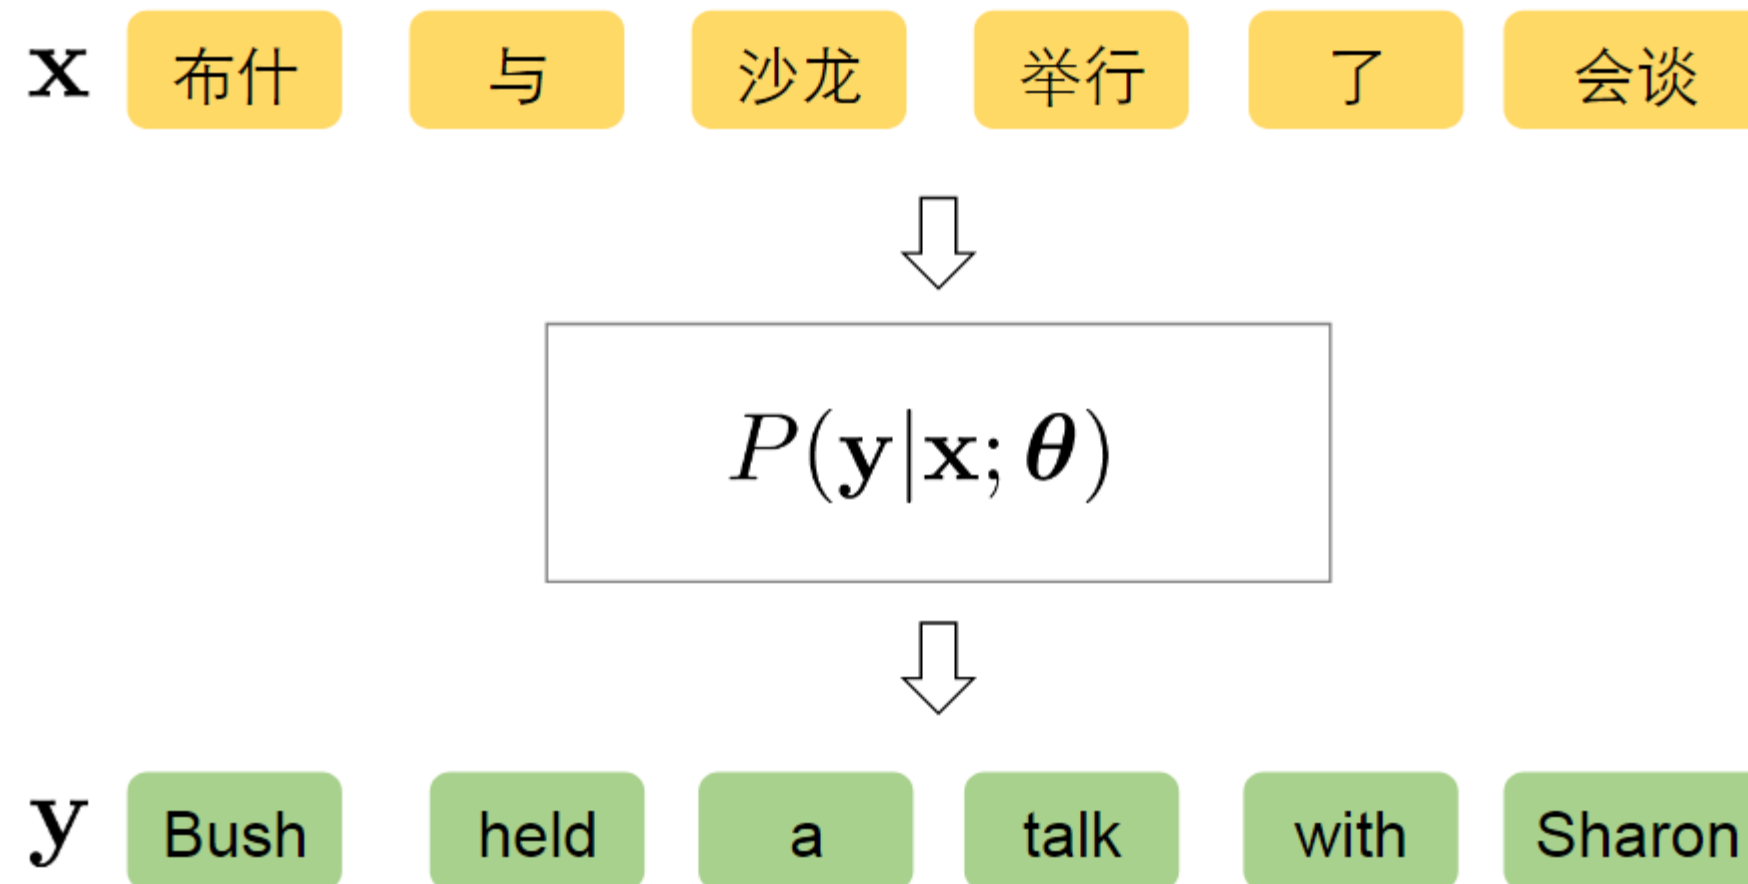 x 布什 与 沙龙 举行 了 会谈
P(y|x; θ)
y Bush held a talk with Sharon